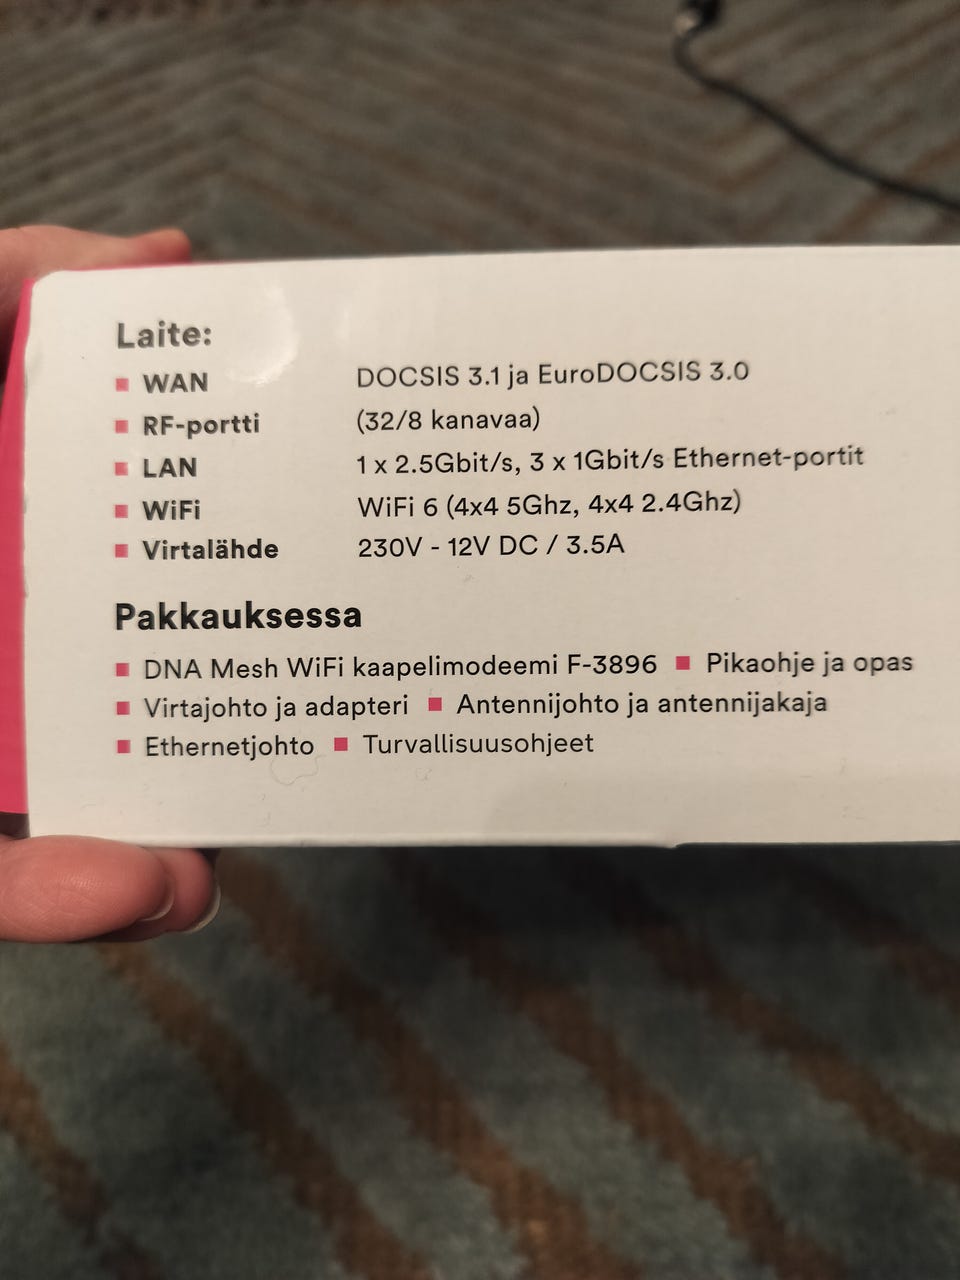 Laite:
▪ WAN DOCSIS 3.1 ja EuroDOCSIS 3.0
▪ RF-portti (32/8 kanavaa)
▪ LAN 1 x 2.5Gbit/s, 3 x 1Gbit/s Ethernet-portit
▪ WiFi WiFi 6 (4x4 5Ghz, 4x4 2.4Ghz)
▪ Virtalähde 230V - 12V DC / 3.5A
Pakkauksessa
▪ DNA Mesh WiFi kaapelimodeemi F-3896 ▪ Pikaohje ja opas
▪ Virtajohto ja adapteri ▪ Antennijohto ja antennijakaja
▪ Ethernetjohto ▪ Turvallisuusohjeet